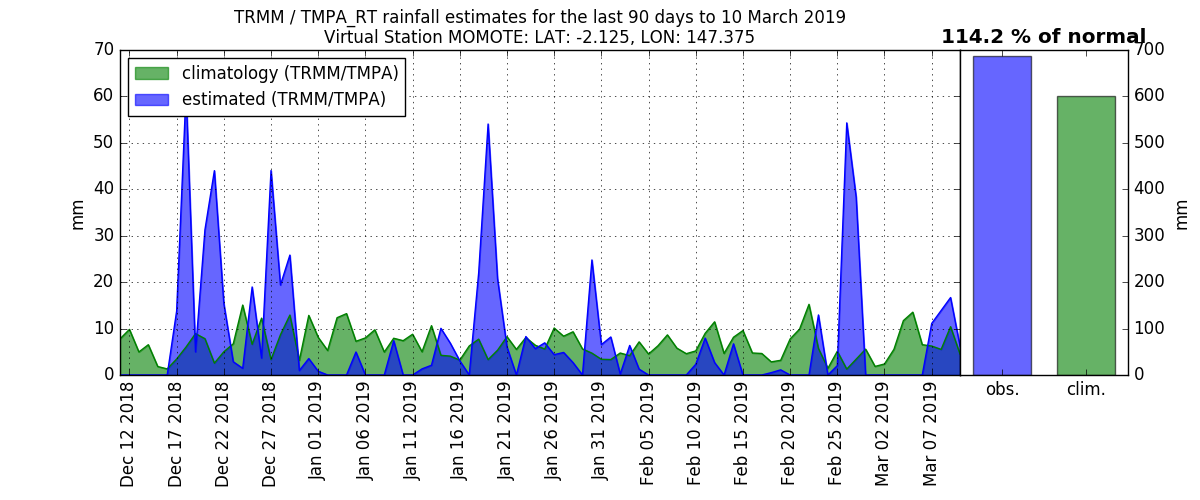 TRMM / TMPA_RT rainfall estimates for the last 90 days to 10 March 2019
Virtual Station MOMOTE: LAT: -2.125, LON: 147.375
114.2 % of normal
climatology (TRMM/TMPA)
estimated (TRMM/TMPA)
mm
70
60
50
40
30
20
10
0
Dec 12 2018
Dec 17 2018
Dec 22 2018
Dec 27 2018
Jan 01 2019
Jan 06 2019
Jan 11 2019
Jan 16 2019
Jan 21 2019
Jan 26 2019
Jan 31 2019
Feb 05 2019
Feb 10 2019
Feb 15 2019
Feb 20 2019
Feb 25 2019
Mar 02 2019
Mar 07 2019
obs.
clim.
700
600
500
400
300
200
100
0
mm